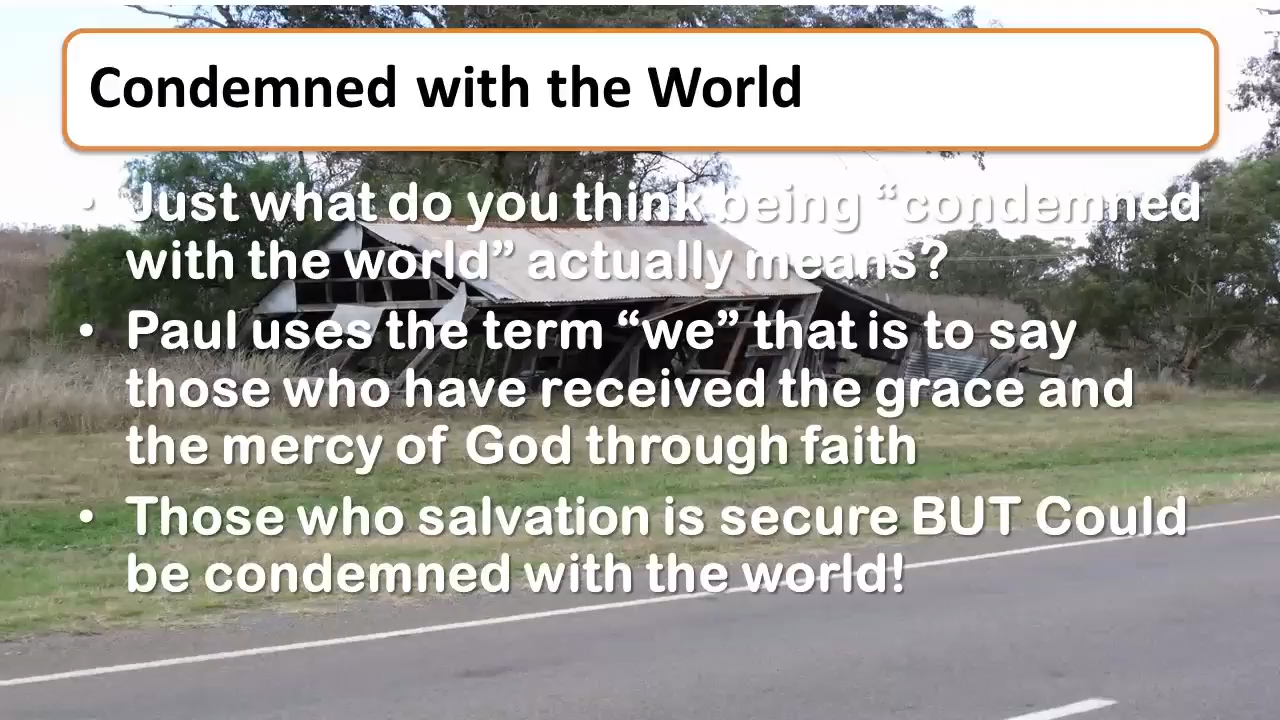 Condemned with the World
• Just what do you think being “condemned
with the world” actually means?
• Paul uses the term “we” that is to say
those who have received the grace and
the mercy of God through faith
• Those who salvation is secure BUT Could
be condemned with the world!